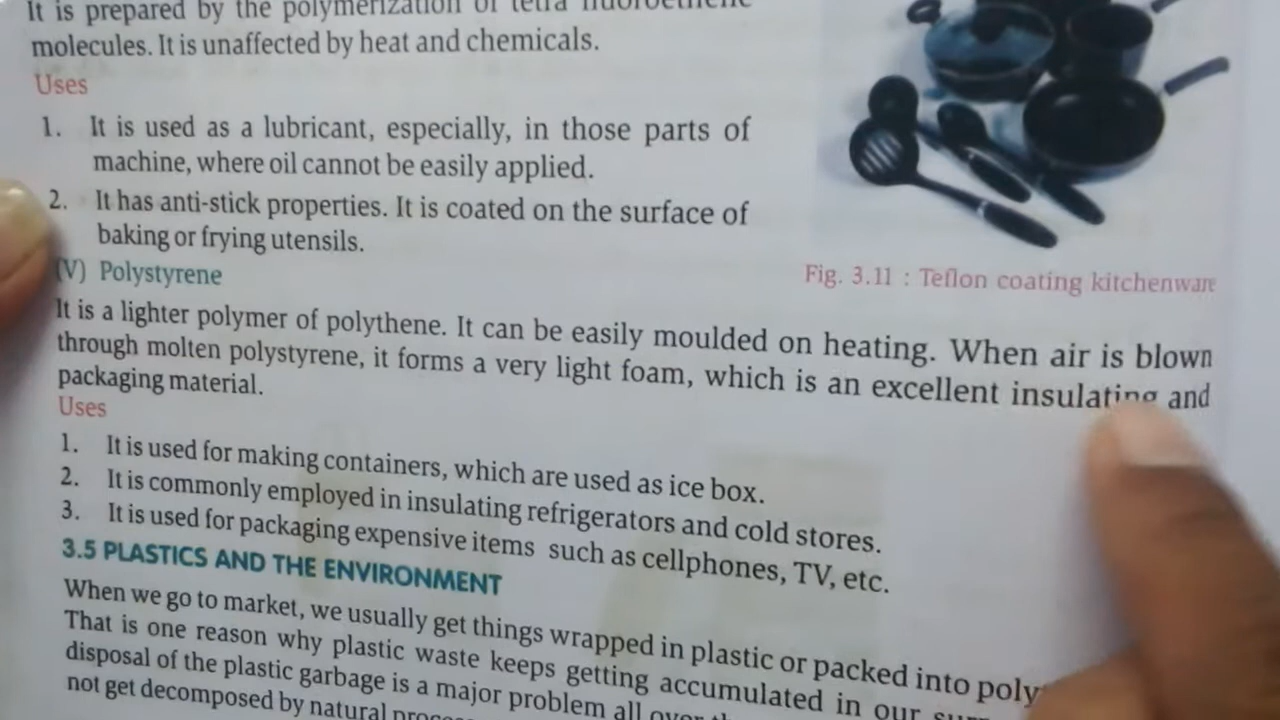 It is prepared by the polymerization of tetra fluoroethene
molecules. It is unaffected by heat and chemicals.
Uses
1. It is used as a lubricant, especially, in those parts of
machine, where oil cannot be easily applied.
2. It has anti-stick properties. It is coated on the surface of
baking or frying utensils.
Fig. 3.11 : Teflon coating kitchenware
(V) Polystyrene
It is a lighter polymer of polythene. It can be easily moulded on heating. When air is blown
through molten polystyrene, it forms a very light foam, which is an excellent insulating and
packaging material.
Uses
1. It is used for making containers, which are used as ice box.
2. It is commonly employed in insulating refrigerators and cold stores.
3. It is used for packaging expensive items such as cellphones, TV, etc.
3.5 PLASTICS AND THE ENVIRONMENT
When we go to market, we usually get things wrapped in plastic or packed into
That is one reason why plastic waste keeps getting accumulated in our
disposal of the plastic garbage is a major problem all over
not get decomposed by natural